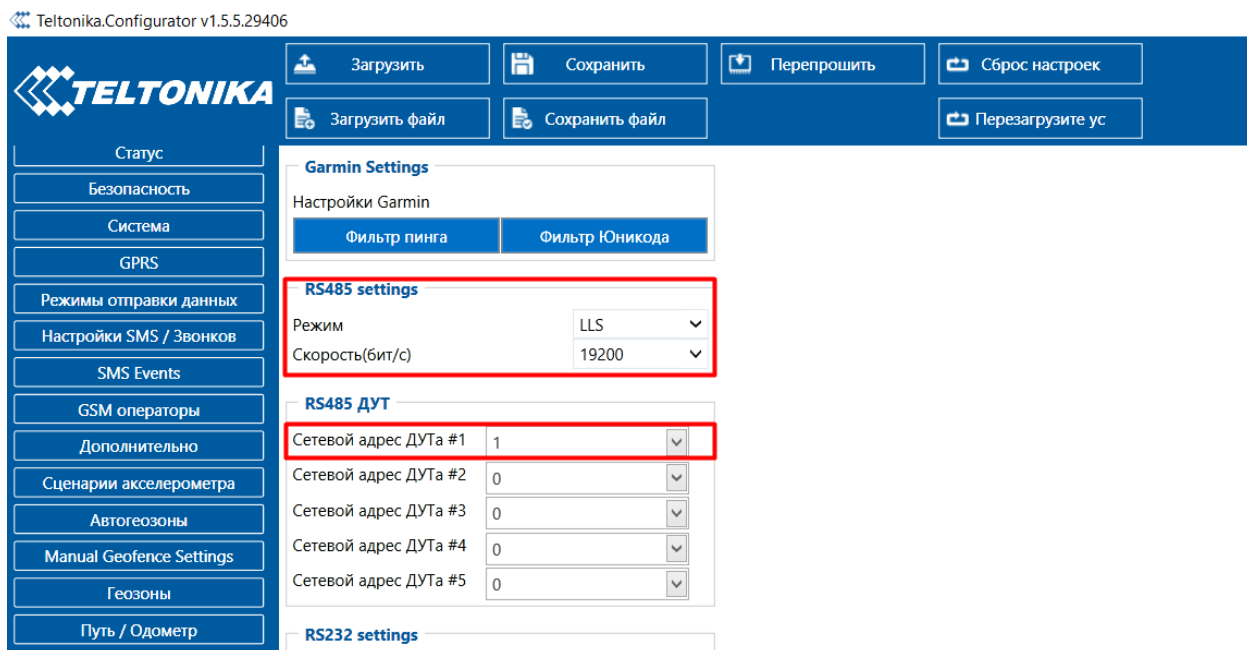 Teltonika.Configurator v1.5.5.29406
TELTONIKA
Загрузить
Сохранить
Перепрошить
Сброс настроек
Загрузить файл
Сохранить файл
Перезагрузите ус
Статус
Безопасность
Система
GPRS
Режимы отправки данных
Настройки SMS / Звонков
SMS Events
GSM операторы
Дополнительно
Сценарии акселерометра
Автогеозоны
Manual Geofence Settings
Геозоны
Путь / Одометр
Garmin Settings
Настройки Garmin
Фильтр пинга
Фильтр Юникода
RS485 settings
Режим LLS
Скорость(бит/с) 19200
RS485 ДУТ
Сетевой адрес ДУТа #1 1
Сетевой адрес ДУТа #2 0
Сетевой адрес ДУТа #3 0
Сетевой адрес ДУТа #4 0
Сетевой адрес ДУТа #5 0
RS232 settings